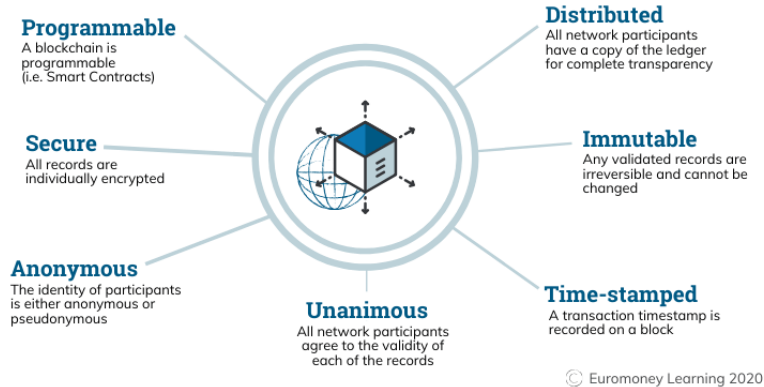 Programmable
A blockchain is
programmable
(i.e. Smart Contracts)
Distributed
All network participants
have a copy of the ledger
for complete transparency
Secure
All records are
individually encrypted
Immutable
Any validated records are
irreversible and cannot be
changed
Anonymous
The identity of participants
is either anonymous or
pseudonymous
Unanimous
All network participants
agree to the validity of
each of the records
Time-stamped
A transaction timestamp is
recorded on a block
© Euromoney Learning 2020